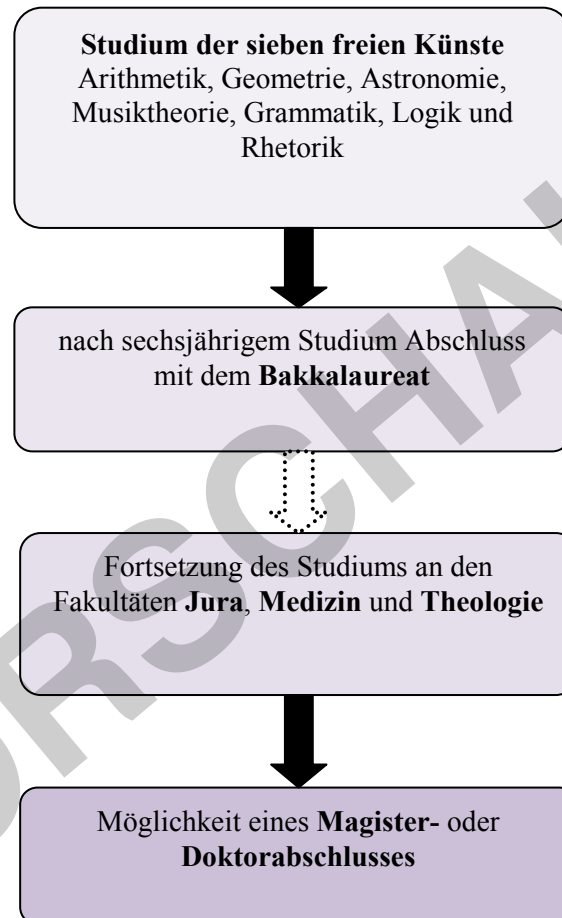 Studium der sieben freien Künste
Arithmetik, Geometrie, Astronomie,
Musiktheorie, Grammatik, Logik und
Rhetorik
nach sechsjährigem Studium Abschluss
mit dem Bakkalaureat
Fortsetzung des Studiums an den
Fakultäten Jura, Medizin und Theologie
Möglichkeit eines Magister- oder
Doktorabschlusses